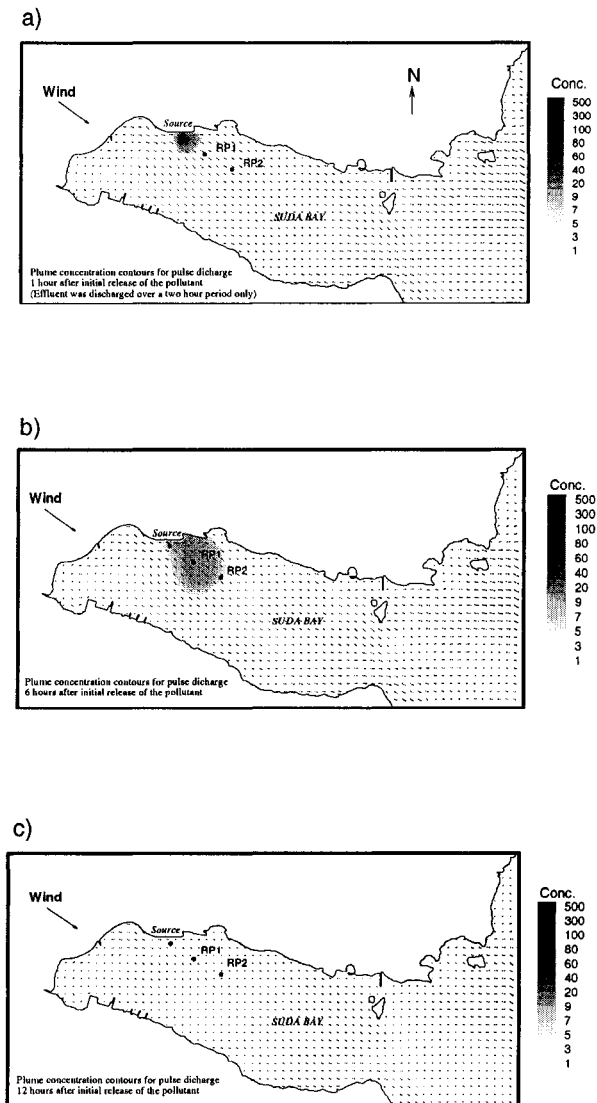 a)
N
Wind
Source
RP1
RP2
SUDA BAY
Plume concentration contours for pulse dicharge
1 hour after initial release of the pollutant
(Effluent was discharged over a two hour period only)
Conc.
500
300
100
80
60
40
20
9
7
5
3
1
b)
Wind
Source
RP1
RP2
SUDA BAY
Plume concentration contours for pulse dicharge
6 hours after initial release of the pollutant
Conc.
500
300
100
80
60
40
20
9
7
5
3
1
c)
Wind
Source
RP1
RP2
SUDA BAY
Plume concentration contours for pulse dicharge
12 hours after initial release of the pollutant
Conc.
500
300
100
80
60
40
20
9
7
5
3
1